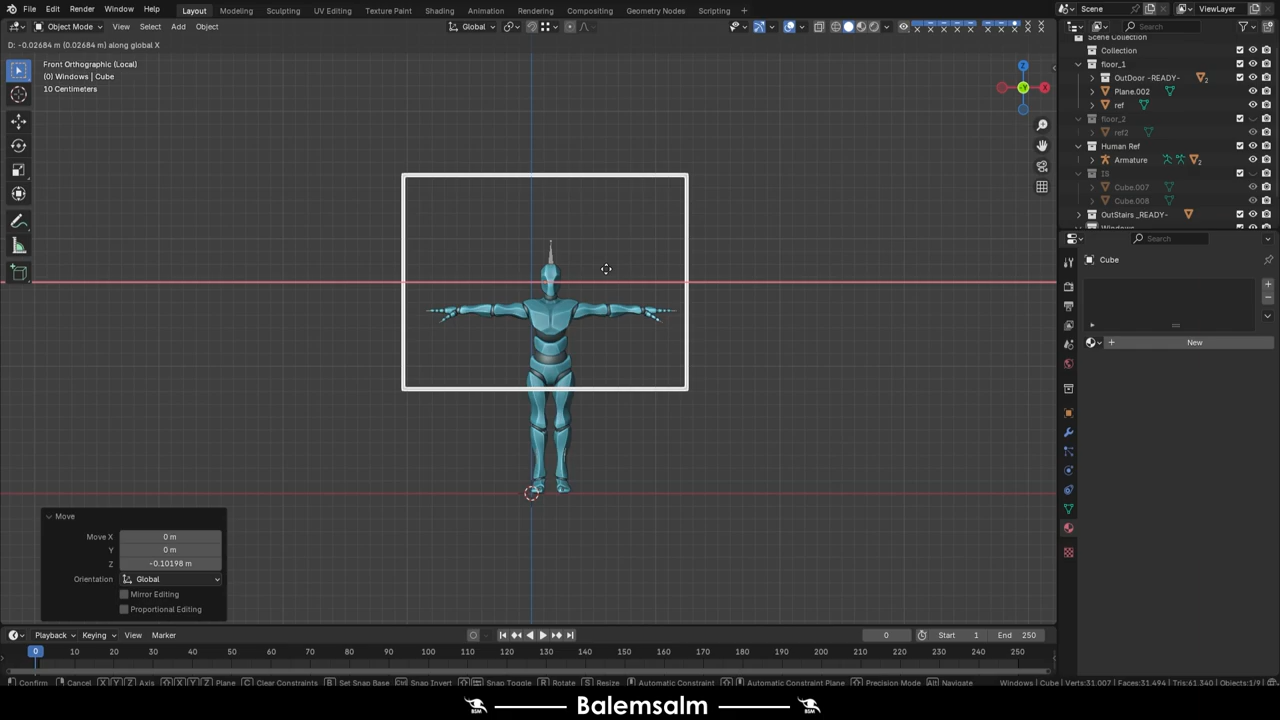 File Edit Render Window Help Layout Modeling Sculpting UV Editing Texture Paint Shading Animation Rendering Compositing Geometry Nodes Scripting Scene ViewLayer
Object Mode View Select Add Object Global Search
D: -0.02684 m (0.02684 m) along global X
Front Orthographic (Local)
(0) Windows | Cube
10 Centimeters
Z
Y
X
Scene Collection
Collection
floor_1
OutDoor -READY- 2
Plane.002
ref
floor_2
ref2
Human Ref
Armature 2
Cube.007
Cube.008
OutStairs _READY-
Windows
Search
Cube
New
Move
Move X 0 m
Y 0 m
Z -0.10198 m
Orientation Global
Mirror Editing
Proportional Editing
Playback Keying View Marker 0 Start 1 End 250
0 10 20 30 40 50 60 70 80 90 100 110 120 130 140 150 160 170 180 190 200 210 220 230 240 250
Confirm Cancel X Y Z Axis X Y Z Plane C Clear Constraints B Set Snap Base Ctrl Snap Invert Snap Toggle G Move R Rotate S Resize Automatic Constraint Automatic Constraint Plane Precision Mode Alt Navigate Windows | Cube | Verts:31.007 | Faces:31.494 | Tris:61.340 | Objects:1/9
BSM Balemsalm BSM